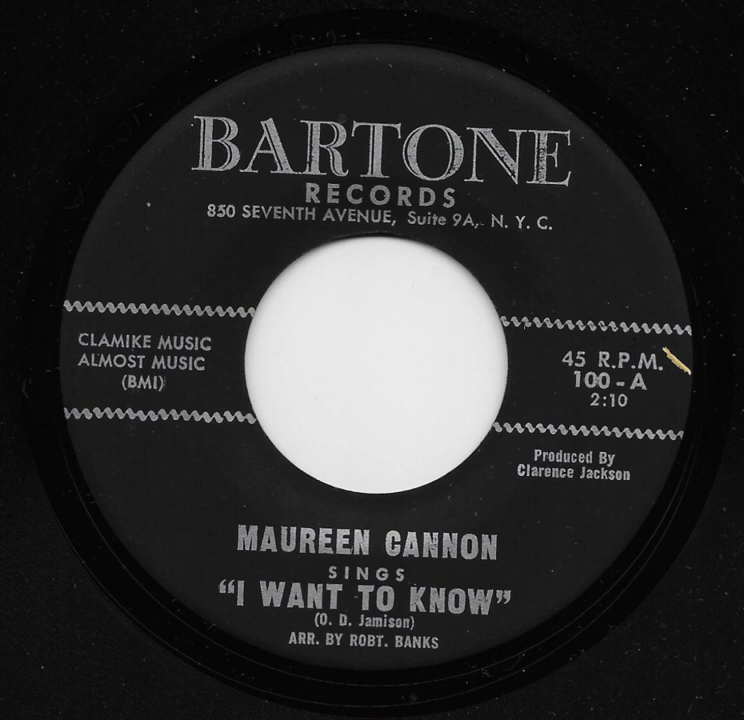 BARTONE
RECORDS
850 SEVENTH AVENUE, Suite 9A, N. Y. C.
CLAMIKE MUSIC
ALMOST MUSIC
(BMI)
45 R.P.M.
100-A
2:10
Produced By
Clarence Jackson
MAUREEN CANNON
SINGS
"I WANT TO KNOW"
(O. D. Jamison)
ARR. BY ROBT. BANKS